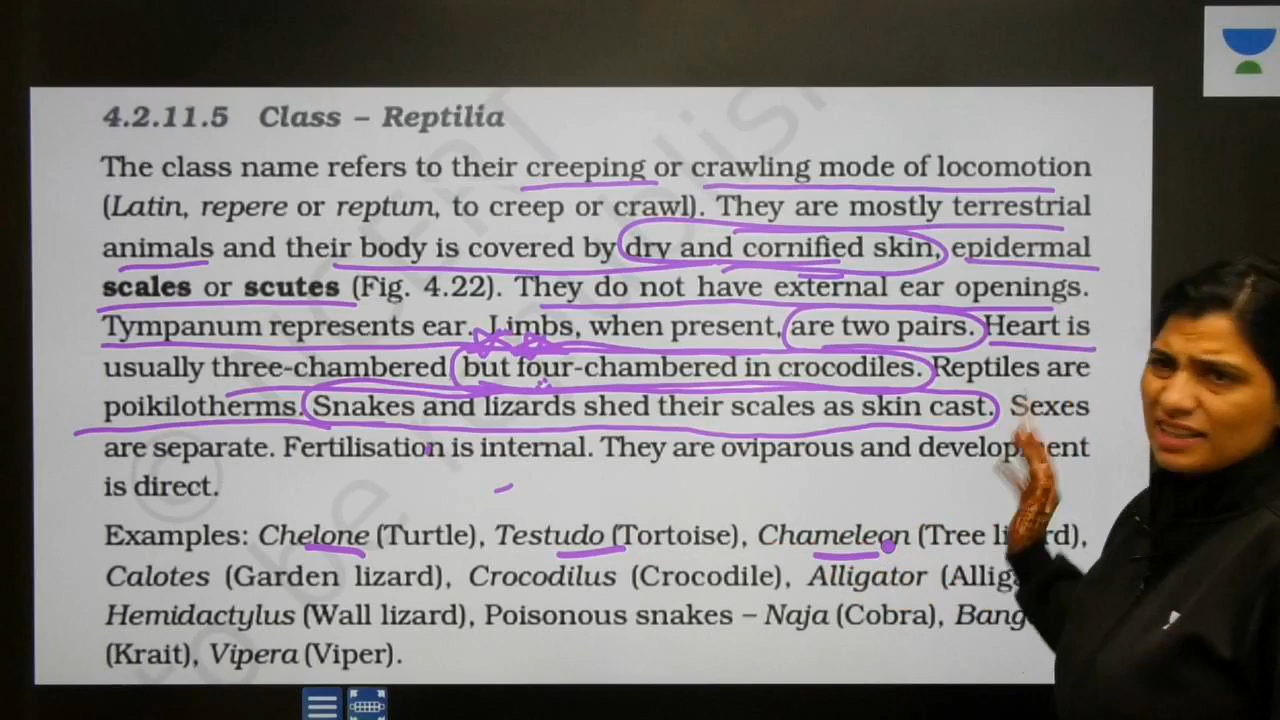 4.2.11.5 Class – Reptilia
The class name refers to their creeping or crawling mode of locomotion
(Latin, repere or reptum, to creep or crawl). They are mostly terrestrial
animals and their body is covered by dry and cornified skin, epidermal
scales or scutes (Fig. 4.22). They do not have external ear openings.
Tympanum represents ear. Limbs, when present, are two pairs. Heart is
usually three-chambered but four-chambered in crocodiles. Reptiles are
poikilotherms. Snakes and lizards shed their scales as skin cast. Sexes
are separate. Fertilisation is internal. They are oviparous and development
is direct.
Examples: Chelone (Turtle), Testudo (Tortoise), Chameleon (Tree lizard),
Calotes (Garden lizard), Crocodilus (Crocodile), Alligator
Hemidactylus (Wall lizard), Poisonous snakes – Naja (Cobra),
(Krait), Vipera (Viper).